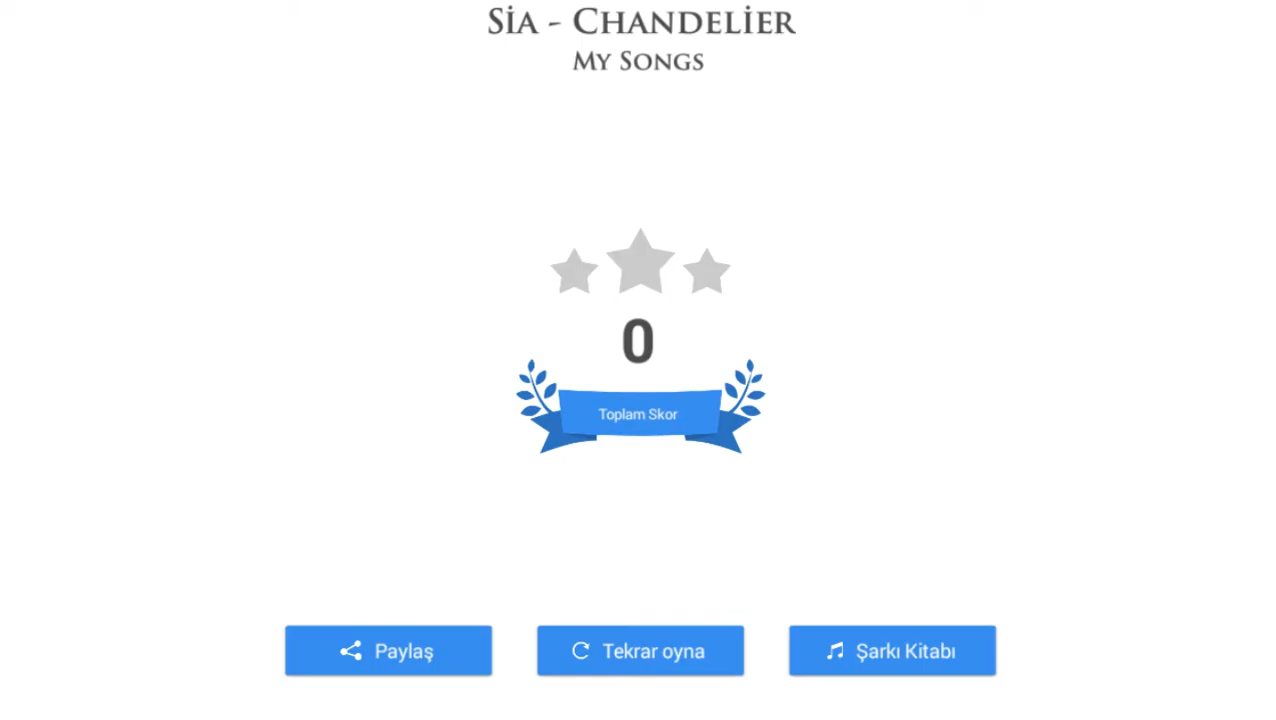 SİA - CHANDELİER
MY SONGS
0
Toplam Skor
Paylaş
Tekrar oyna
Şarkı Kitabı